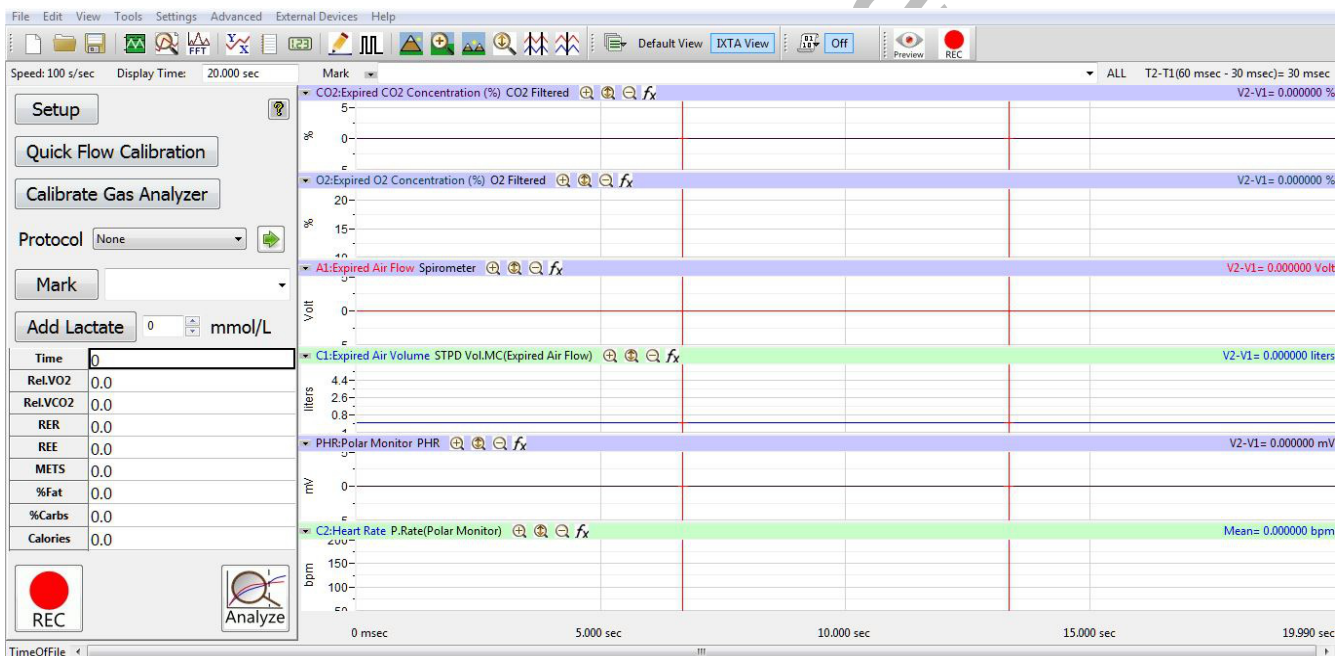 File Edit View Tools Settings Advanced External Devices Help
FFT Y X 123 Default View IXTA View Off Preview REC
Speed: 100 s/sec Display Time: 20.000 sec Mark ALL T2-T1(60 msec - 30 msec)= 30 msec
Setup ?
Quick Flow Calibration
Calibrate Gas Analyzer
Protocol None
Mark
Add Lactate 0 mmol/L
Time 0
Rel.VO2 0.0
Rel.VCO2 0.0
RER 0.0
REE 0.0
METS 0.0
%Fat 0.0
%Carbs 0.0
Calories 0.0
REC Analyze
CO2:Expired CO2 Concentration (%) CO2 Filtered fx V2-V1= 0.000000 %
5
%
0
O2:Expired O2 Concentration (%) O2 Filtered fx V2-V1= 0.000000 %
20
%
15
A1:Expired Air Flow Spirometer fx V2-V1= 0.000000 Volt
Volt
0
C1:Expired Air Volume STPD Vol.MC(Expired Air Flow) fx V2-V1= 0.000000 liters
4.4
liters
2.6
0.8
PHR:Polar Monitor PHR fx V2-V1= 0.000000 mV
mV
0
C2:Heart Rate P.Rate(Polar Monitor) fx Mean= 0.000000 bpm
200
bpm
150
100
50
0 msec 5.000 sec 10.000 sec 15.000 sec 19.990 sec
TimeOfFile